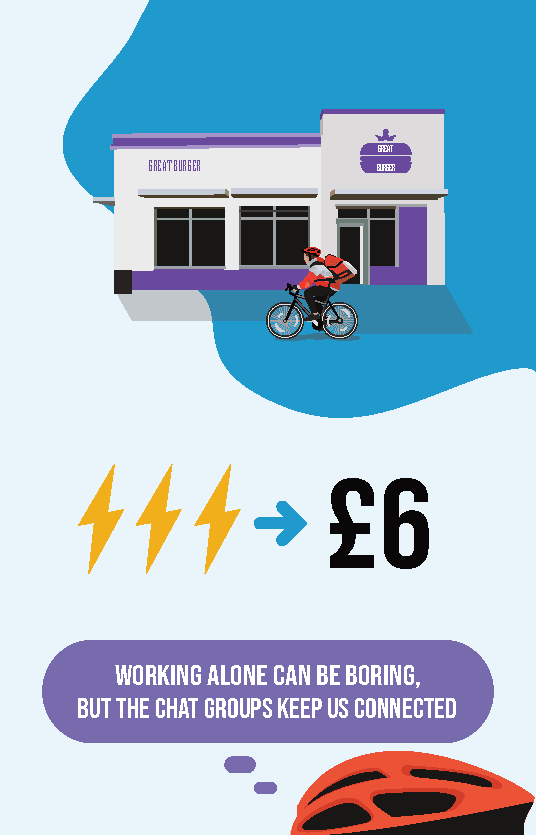 GREAT BURGER
GREAT
BURGER
£6
WORKING ALONE CAN BE BORING,
BUT THE CHAT GROUPS KEEP US CONNECTED